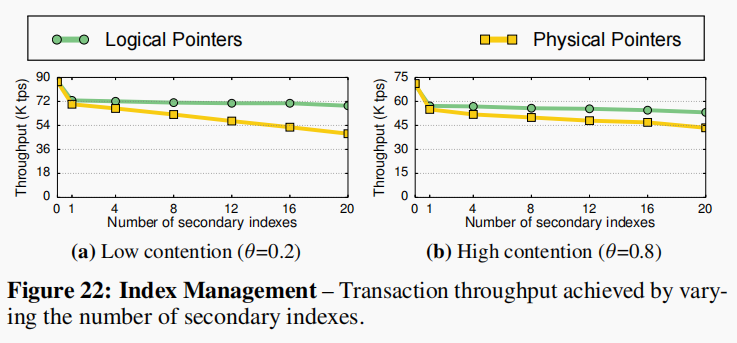 Logical Pointers
Physical Pointers
Throughput (K tps)
90
72
54
36
18
0
0 1 4 8 12 16 20
Number of secondary indexes
(a) Low contention (θ=0.2)
Throughput (K tps)
75
60
45
30
15
0
0 1 4 8 12 16 20
Number of secondary indexes
(b) High contention (θ=0.8)
Figure 22: Index Management – Transaction throughput achieved by vary-
ing the number of secondary indexes.